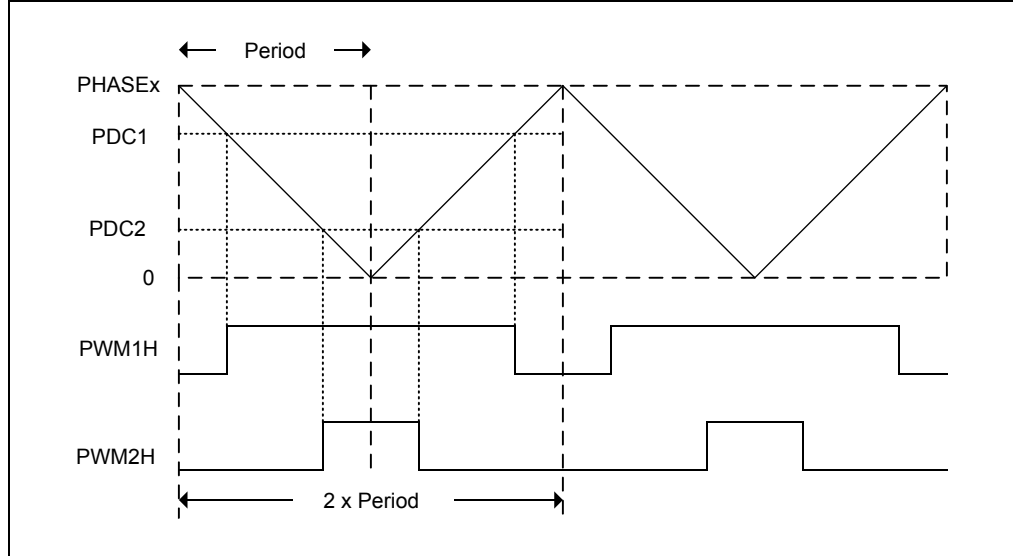 Period
PHASEx
PDC1
PDC2
0
PWM1H
PWM2H
2 x Period